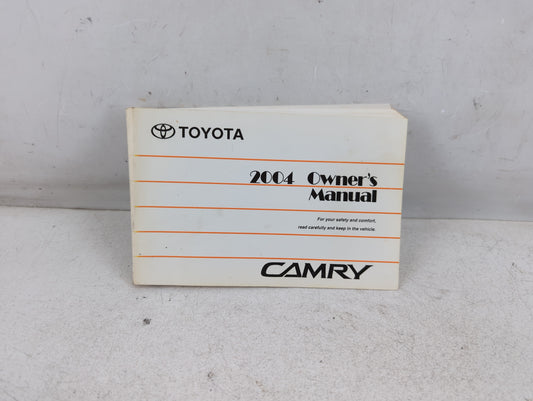 TOYOTA
2004 Owner's
Manual
For your safety and comfort,
read carefully and keep in the vehicle.
CAMRY